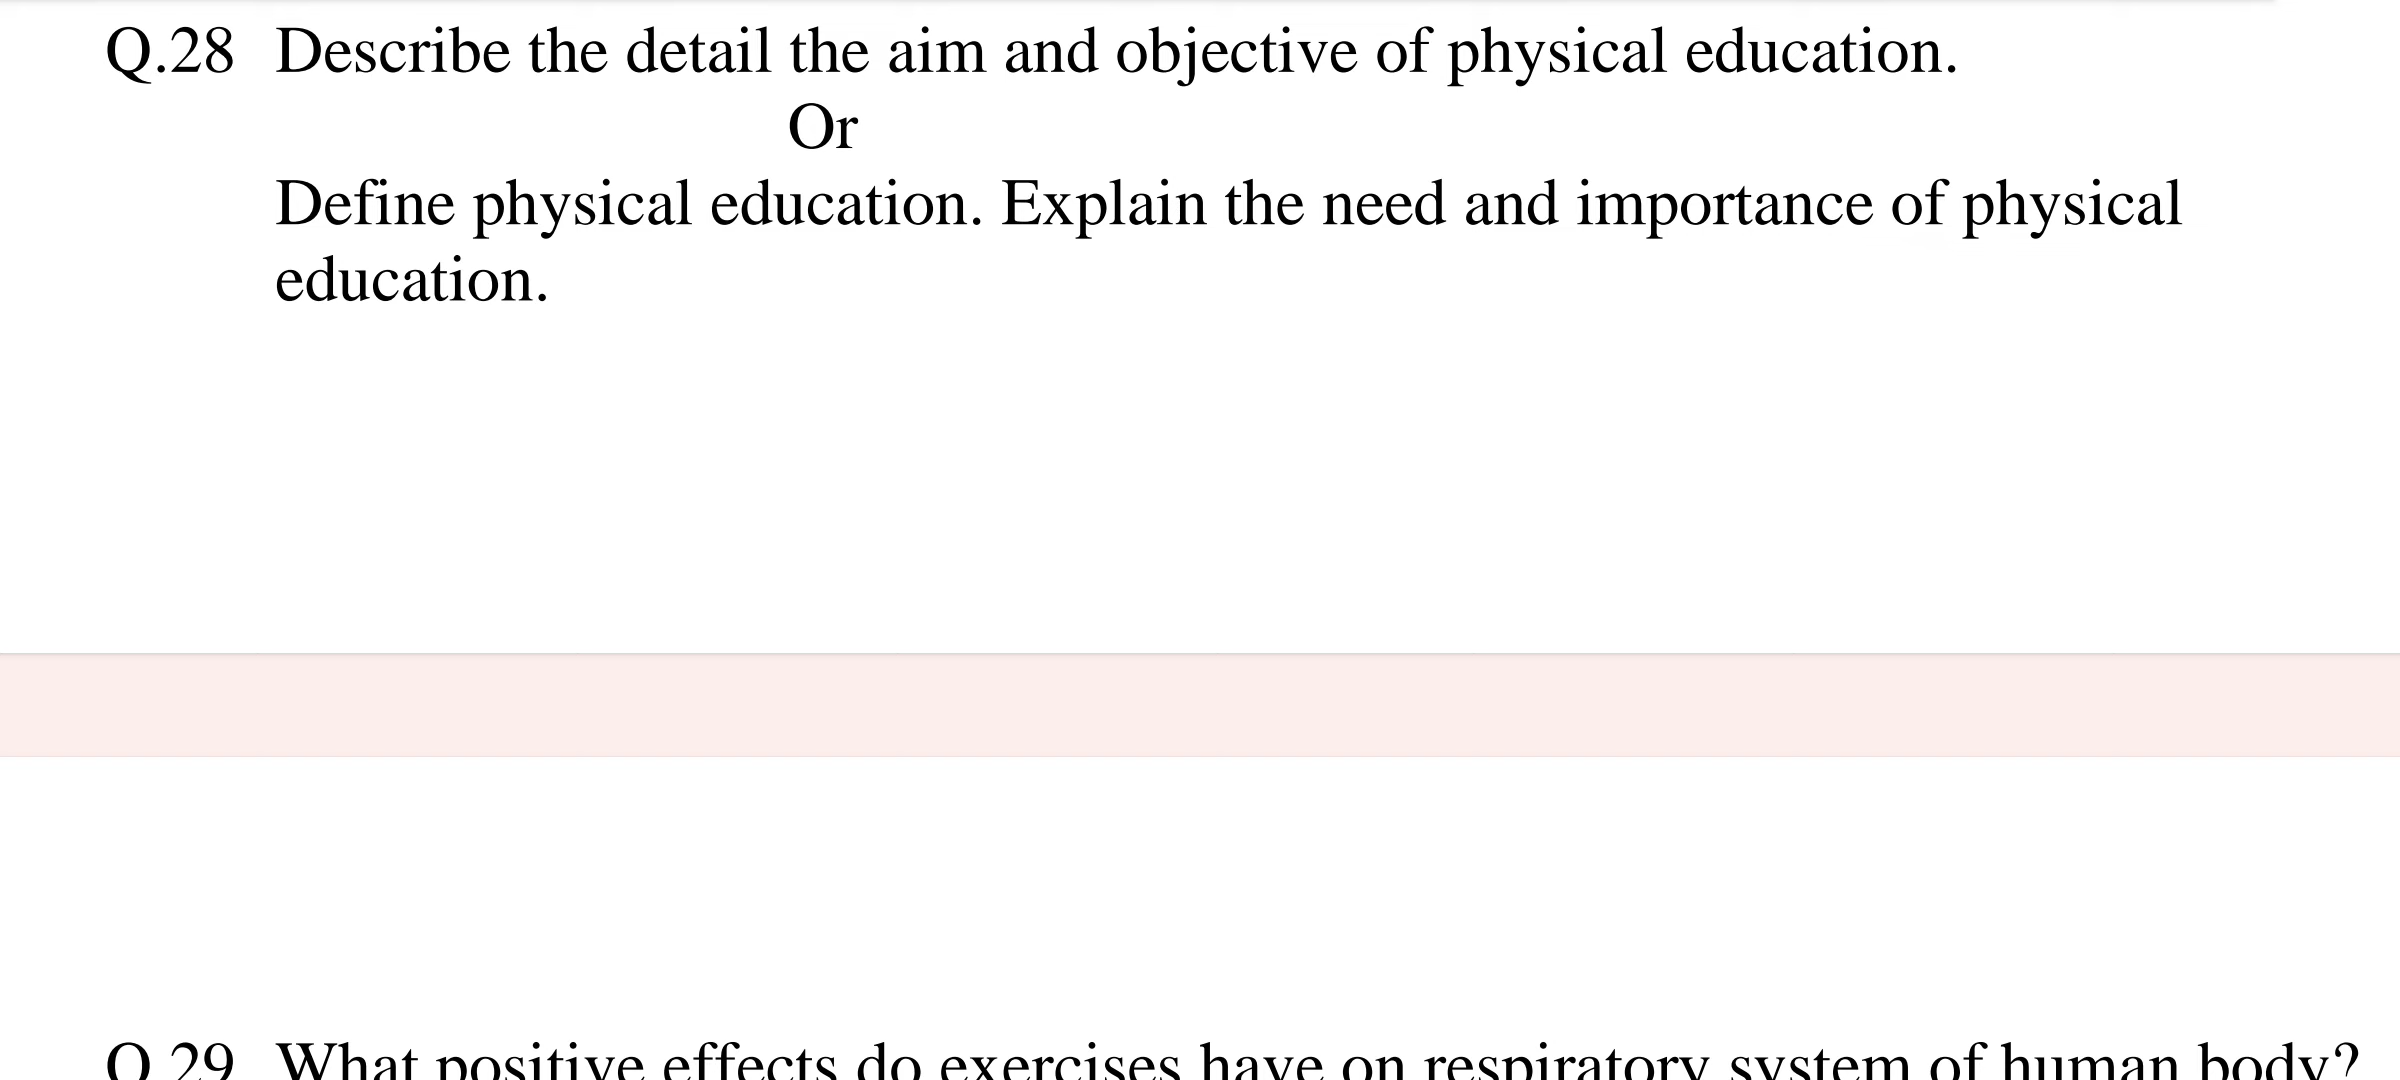 Q.28 Describe the detail the aim and objective of physical education.
Or
Define physical education. Explain the need and importance of physical
education.
Q.29 What positive effects do exercises have on respiratory system of human body?